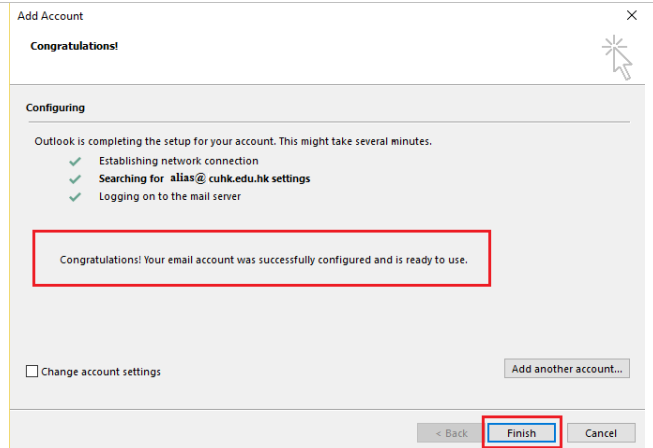 Add Account
Congratulations!
Configuring
Outlook is completing the setup for your account. This might take several minutes.
Establishing network connection
Searching for alias@ cuhk.edu.hk settings
Logging on to the mail server
Congratulations! Your email account was successfully configured and is ready to use.
Change account settings
Add another account...
< Back Finish Cancel